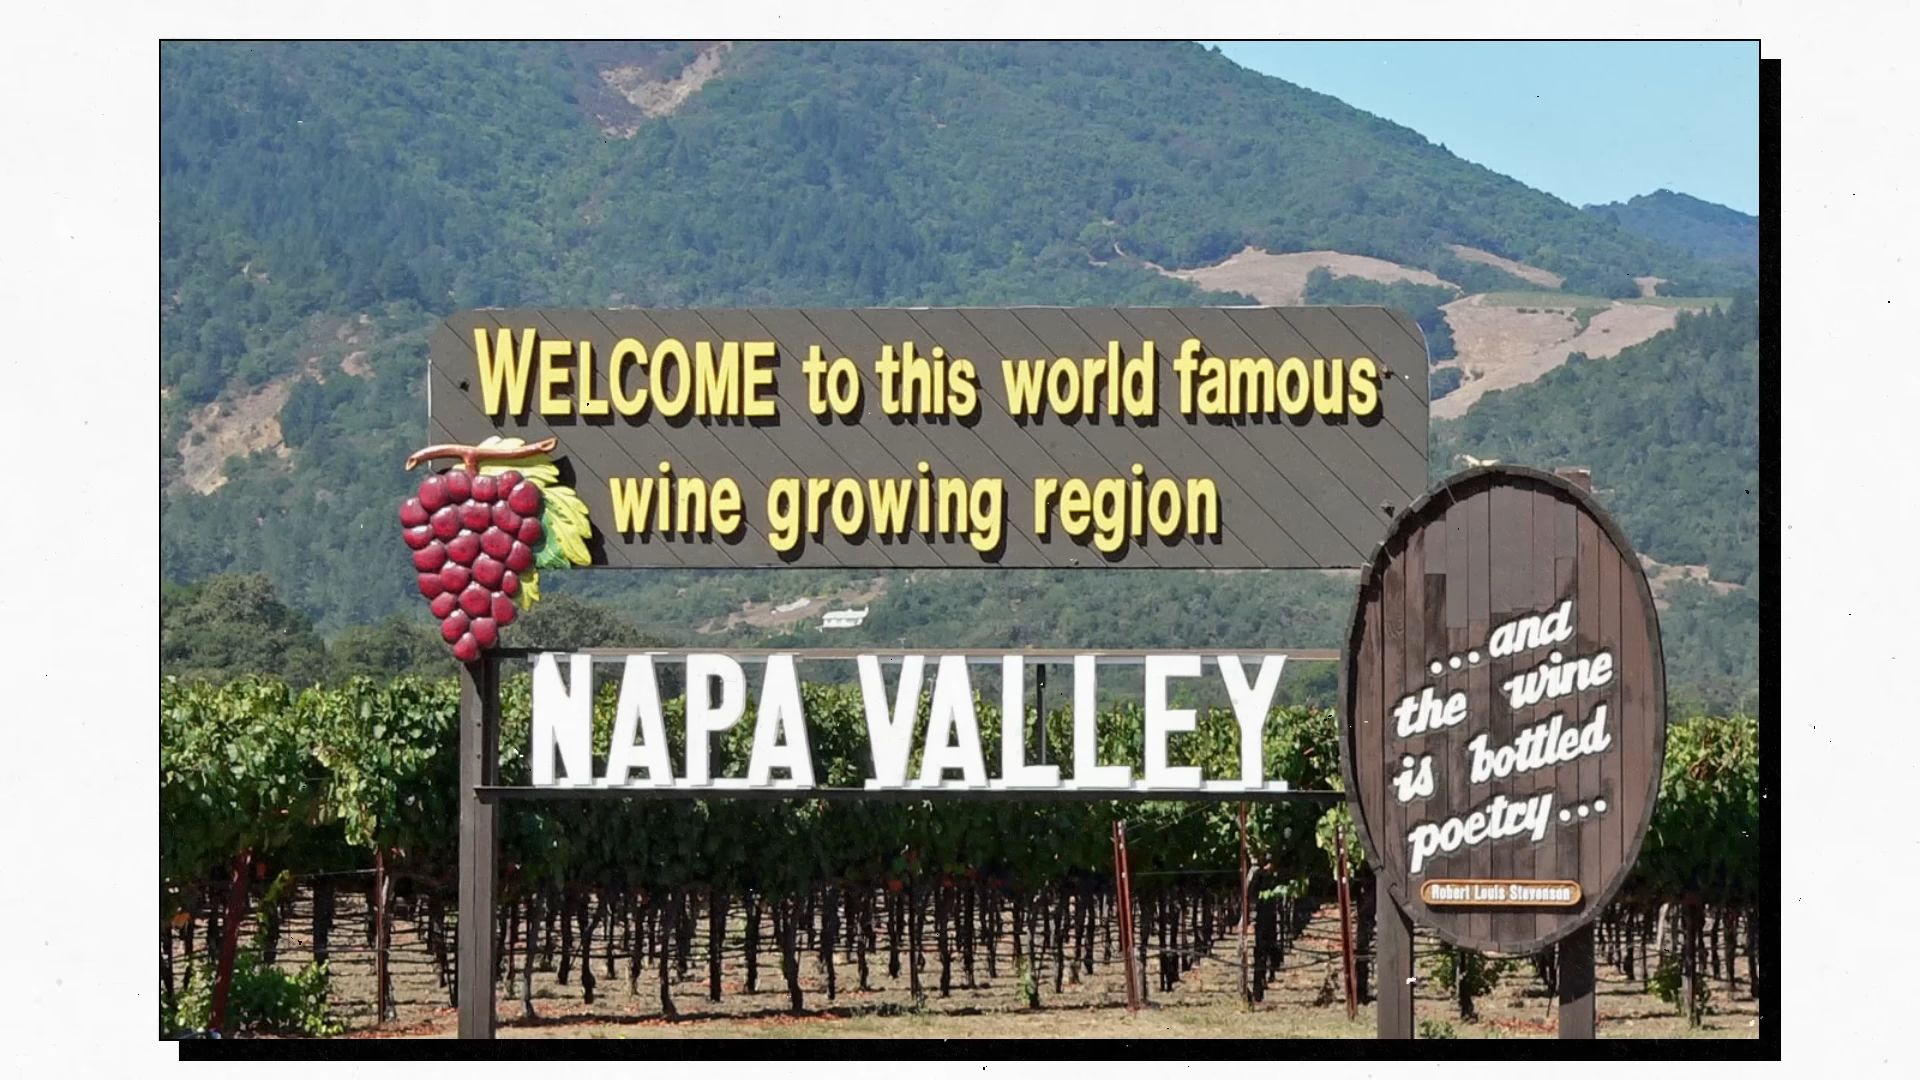 WELCOME to this world famous
wine growing region
NAPA VALLEY
...and
the wine
is bottled
poetry...
Robert Louis Stevenson